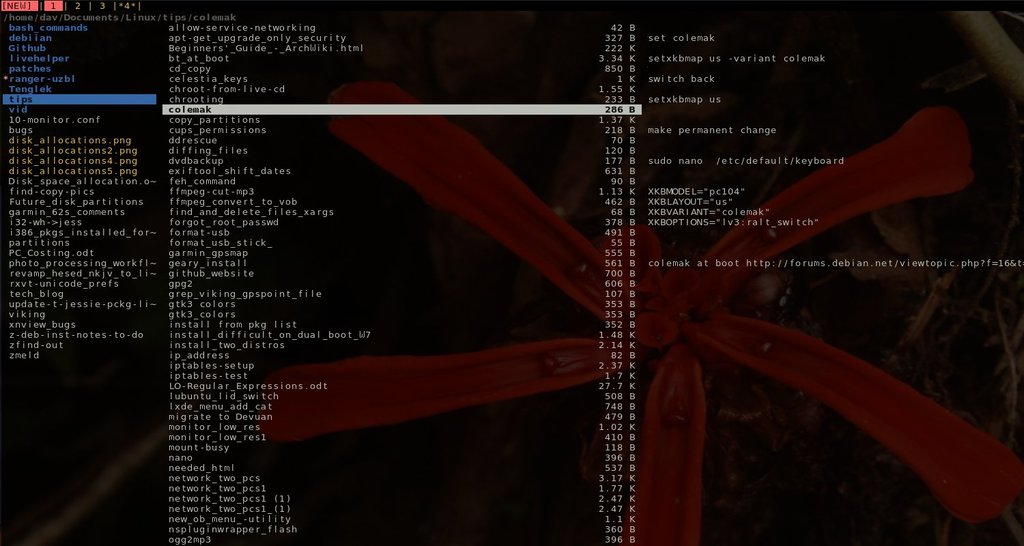 [NEW] | 1 | 2 | 3 |*4*|
/home/dav/Documents/Linux/tips/colemak
bash_commands
debiian
Github
livehelper
patches
*ranger-uzbl
Tenglek
tips
vid
10-monitor.conf
bugs
disk_allocations.png
disk_allocations2.png
disk_allocations4.png
disk_allocations5.png
Disk_space_allocation.o~
find-copy-pics
Future_disk_partitions
garmin_62s_comments
i32-wh->jess
i386_pkgs_installed_for~
partitions
PC_Costing.odt
photo_processing_workfl~
revamp_hesed_nkjv_to_li~
rxvt-unicode_prefs
tech_blog
update-t-jessie-pckg-li~
viking
xnview_bugs
z-deb-inst-notes-to-do
zfind-out
zmeld
allow-service-networking 42 B
apt-get_upgrade_only_security 327 B
Beginners'_Guide_-_ArchWiki.html 222 K
bt_at_boot 3.34 K
cd_copy 850 B
celestia_keys 1 K
chroot-from-live-cd 1.55 K
chrooting 233 B
colemak 286 B
copy_partitions 1.37 K
cups_permissions 218 B
ddrescue 70 B
diffing_files 120 B
dvdbackup 177 B
exiftool_shift_dates 631 B
feh_command 90 B
ffmpeg-cut-mp3 1.13 K
ffmpeg_convert_to_vob 462 B
find_and_delete_files_xargs 68 B
forgot_root_passwd 378 B
format-usb 491 B
format_usb_stick_ 55 B
garmin_gpsmap 555 B
geary_install 561 B
github_website 700 B
gpg2 606 B
grep_viking_gpspoint_file 107 B
gtk3 colors 353 B
gtk3_colors 353 B
install from pkg list 352 B
install_difficult_on_dual_boot_W7 1.48 K
install_two_distros 2.14 K
ip_address 82 B
iptables-setup 2.37 K
iptables-test 1.7 K
LO-Regular_Expressions.odt 27.7 K
lubuntu_lid_switch 508 B
lxde_menu_add_cat 748 B
migrate to Devuan 479 B
monitor_low_res 1.02 K
monitor_low_res1 410 B
mount-busy 118 B
nano 396 B
needed_html 537 B
network_two_pcs 3.17 K
network_two_pcs1 1.77 K
network_two_pcs1 (1) 2.47 K
network_two_pcs1_(1) 2.47 K
new_ob_menu_-utility 1.1 K
nspluginwrapper_flash 360 B
ogg2mp3 396 B
set colemak
setxkbmap us -variant colemak
switch back
setxkbmap us
make permanent change
sudo nano  /etc/default/keyboard
XKBMODEL="pc104"
XKBLAYOUT="us"
XKBVARIANT="colemak"
XKBOPTIONS="lv3:ralt_switch"
colemak at boot http://forums.debian.net/viewtopic.php?f=16&t=